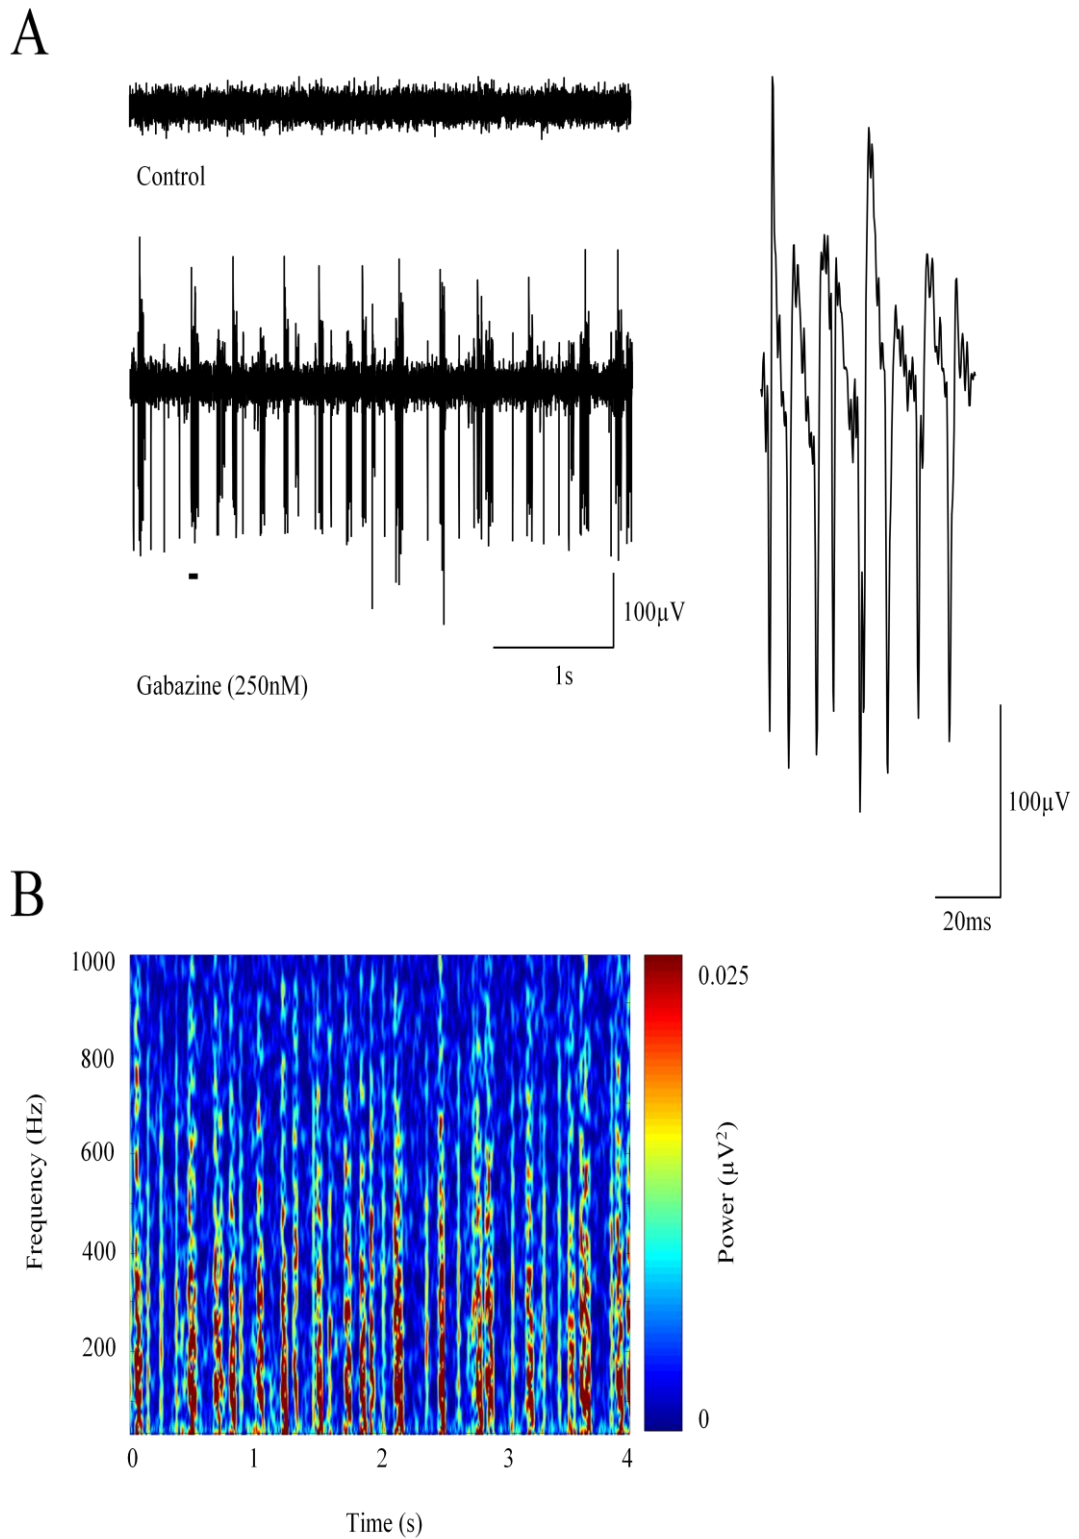 A
Control
100µV
1s
Gabazine (250nM)
100µV
20ms
B
1000
800
600
400
200
Frequency (Hz)
0
1
2
3
4
Time (s)
0.025
0
Power (µV²)